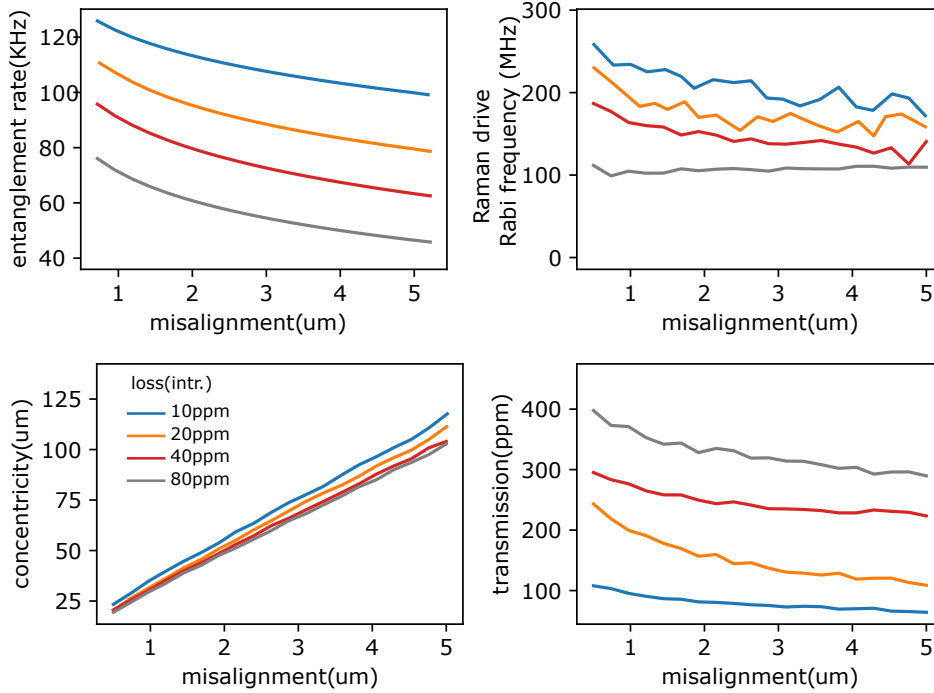 entanglement rate(KHz)
120
100
80
60
40
1 2 3 4 5
misalignment(um)
Raman drive
Rabi frequency (MHz)
300
200
100
0
1 2 3 4 5
misalignment(um)
concentricity(um)
125
100
75
50
25
loss(intr.)
10ppm
20ppm
40ppm
80ppm
1 2 3 4 5
misalignment(um)
transmission(ppm)
400
300
200
100
1 2 3 4 5
misalignment(um)